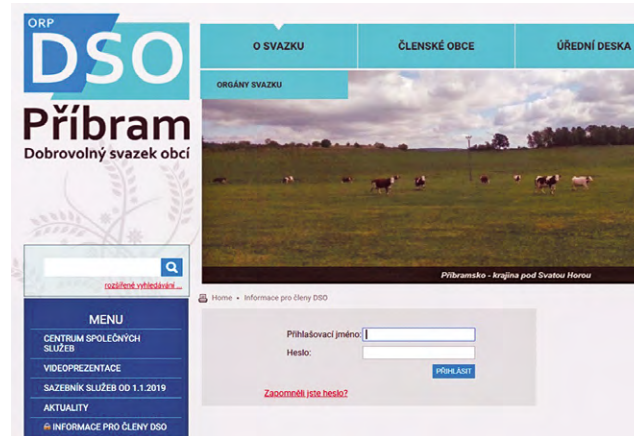 ORP
DSO
Příbram
Dobrovolný svazek obcí
O SVAZKU
ČLENSKÉ OBCE
ÚŘEDNÍ DESKA
ORGÁNY SVAZKU
Příbramsko - krajina pod Svatou Horou
rozšířené vyhledávání ...
MENU
CENTRUM SPOLEČNÝCH
SLUŽEB
VIDEOPREZENTACE
SAZEBNÍK SLUŽEB OD 1.1.2019
AKTUALITY
INFORMACE PRO ČLENY DSO
Home • Informace pro členy DSO
Přihlašovací jméno:
Heslo:
PŘIHLÁSIT
Zapomněli jste heslo?